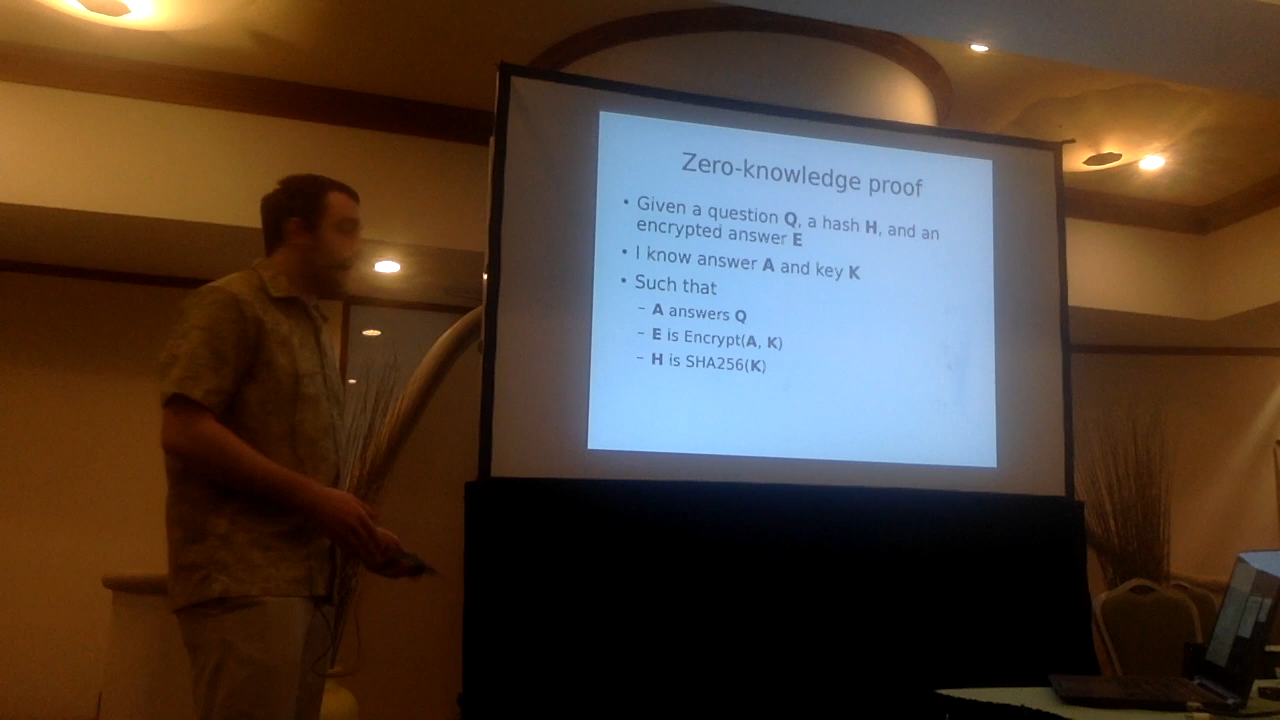 Zero-knowledge proof
• Given a question Q, a hash H, and an
encrypted answer E
• I know answer A and key K
• Such that
– A answers Q
– E is Encrypt(A, K)
– H is SHA256(K)